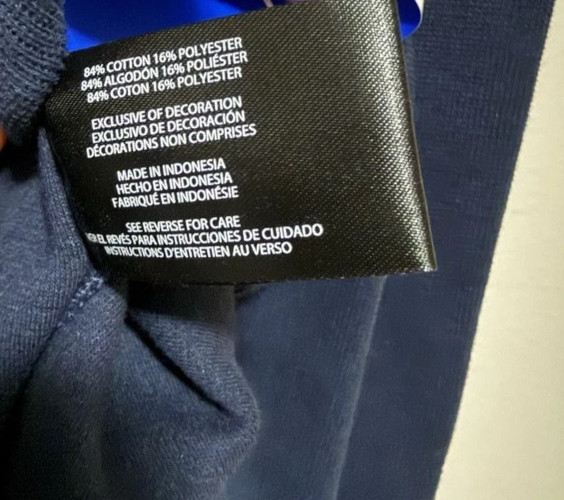 84% COTTON 16% POLYESTER
84% ALGODÓN 16% POLIÉSTER
84% COTON 16% POLYESTER
EXCLUSIVE OF DECORATION
EXCLUSIVO DE DECORACIÓN
DÉCORATIONS NON COMPRISES
MADE IN INDONESIA
HECHO EN INDONESIA
FABRIQUÉ EN INDONÉSIE
SEE REVERSE FOR CARE
EL REVÉS PARA INSTRUCCIONES DE CUIDADO
INSTRUCTIONS D'ENTRETIEN AU VERSO